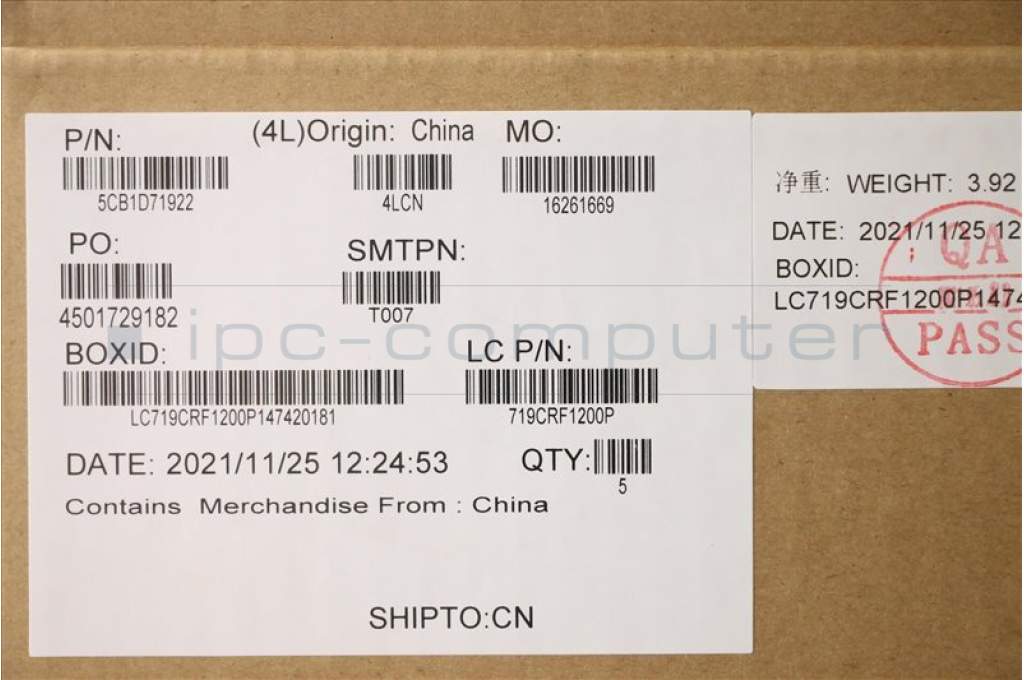 P/N: (4L)Origin: China MO:
5CB1D71922 4LCN 16261669
PO: SMTPN:
4501729182 T007
BOXID: LC P/N:
LC719CRF1200P147420181 719CRF1200P
DATE: 2021/11/25 12:24:53 QTY:
5
Contains Merchandise From : China
SHIPTO:CN
净重: WEIGHT: 3.92
DATE: 2021/11/25 12
BOXID:
LC719CRF1200P1474
QA
PASS
ipc-computer